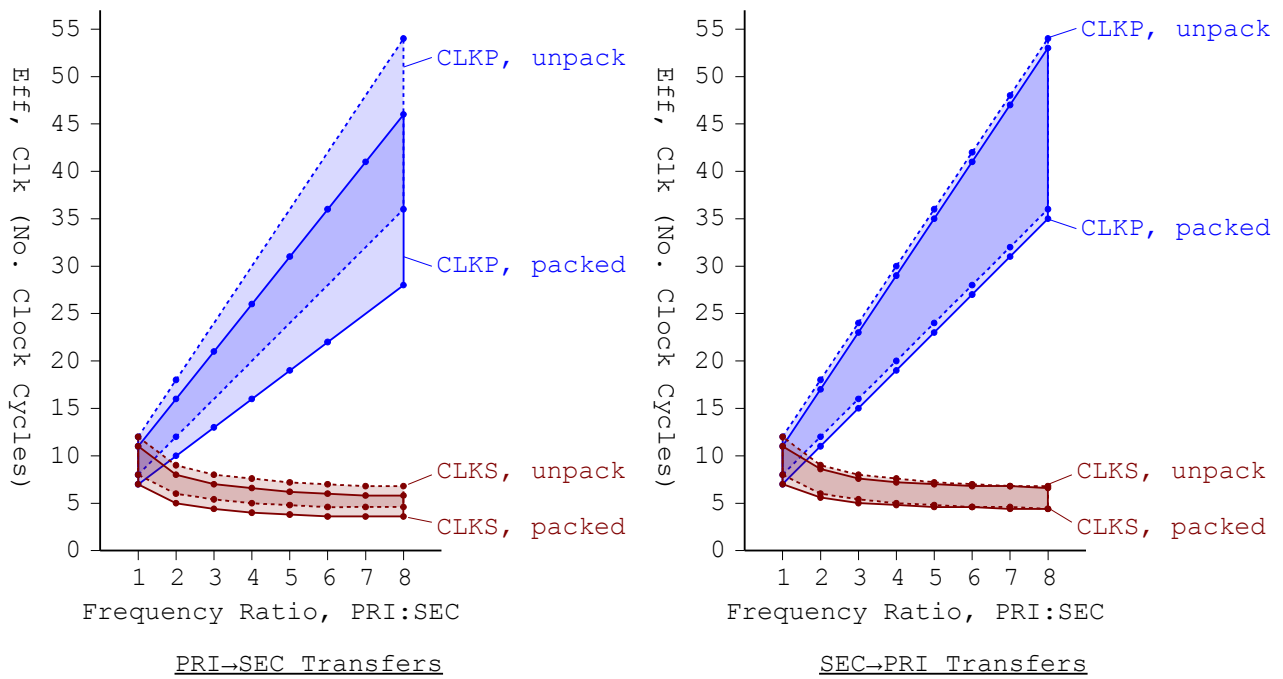 55
50
45
40
35
30
25
20
15
10
5
0
Eff, Clk (No. Clock Cycles)
CLKP, unpack
CLKP, packed
CLKS, unpack
CLKS, packed
1 2 3 4 5 6 7 8
Frequency Ratio, PRI:SEC
PRI→SEC Transfers
55
50
45
40
35
30
25
20
15
10
5
0
Eff, Clk (No. Clock Cycles)
CLKP, unpack
CLKP, packed
CLKS, unpack
CLKS, packed
1 2 3 4 5 6 7 8
Frequency Ratio, PRI:SEC
SEC→PRI Transfers